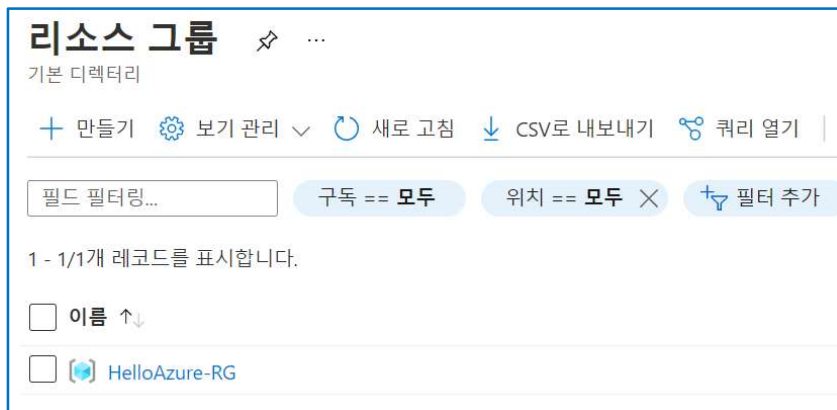 리소스 그룹 ...
기본 디렉터리
만들기 보기 관리 새로 고침 CSV로 내보내기 쿼리 열기
필드 필터링... 구독 == 모두 위치 == 모두 필터 추가
1 - 1/1개 레코드를 표시합니다.
이름 ↑↓
HelloAzure-RG